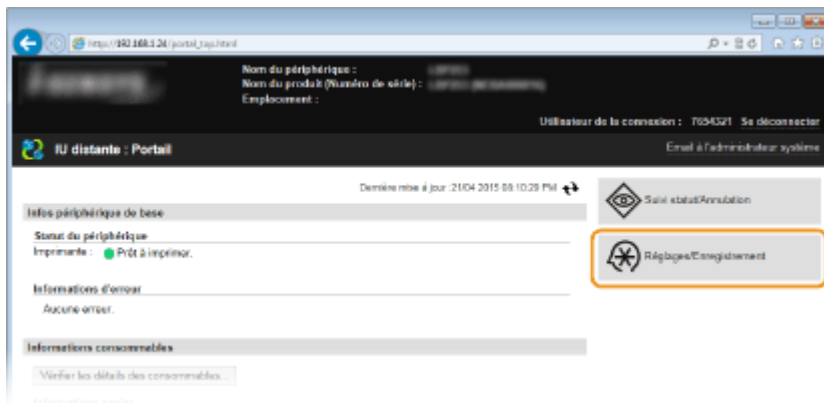 http://192.168.1.24/portal_top.html
Nom du périphérique :
Nom du produit (Numéro de série) :
Emplacement :
Utilisateur de la connexion : 7654321 Se déconnecter
IU distante : Portail
Email à l'administrateur système
Dernière mise à jour :21/04 2015 08:10:29 PM
Suivi statut/Annulation
Infos périphérique de base
Statut du périphérique
Imprimante : Prêt à imprimer.
Réglages/Enregistrement
Informations d'erreur
Aucune erreur.
Informations consommables
Vérifier les détails des consommables...